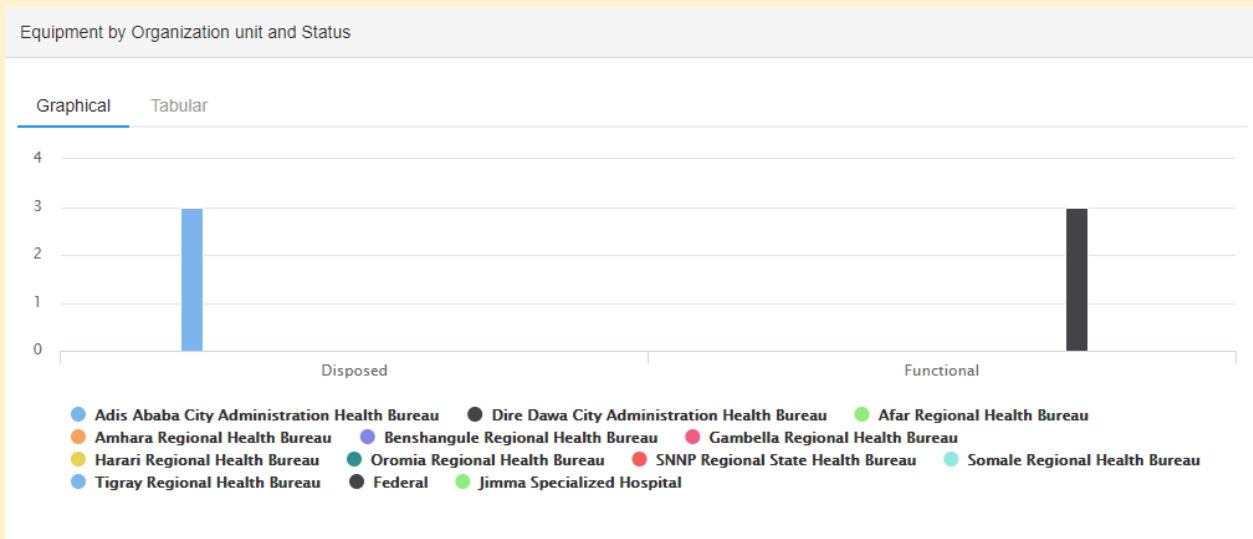 Equipment by Organization unit and Status
Graphical Tabular
4
3
2
1
0
Disposed Functional
Adis Ababa City Administration Health Bureau Dire Dawa City Administration Health Bureau Afar Regional Health Bureau
Amhara Regional Health Bureau Benshangule Regional Health Bureau Gambella Regional Health Bureau
Harari Regional Health Bureau Oromia Regional Health Bureau SNNP Regional State Health Bureau Somale Regional Health Bureau
Tigray Regional Health Bureau Federal Jimma Specialized Hospital